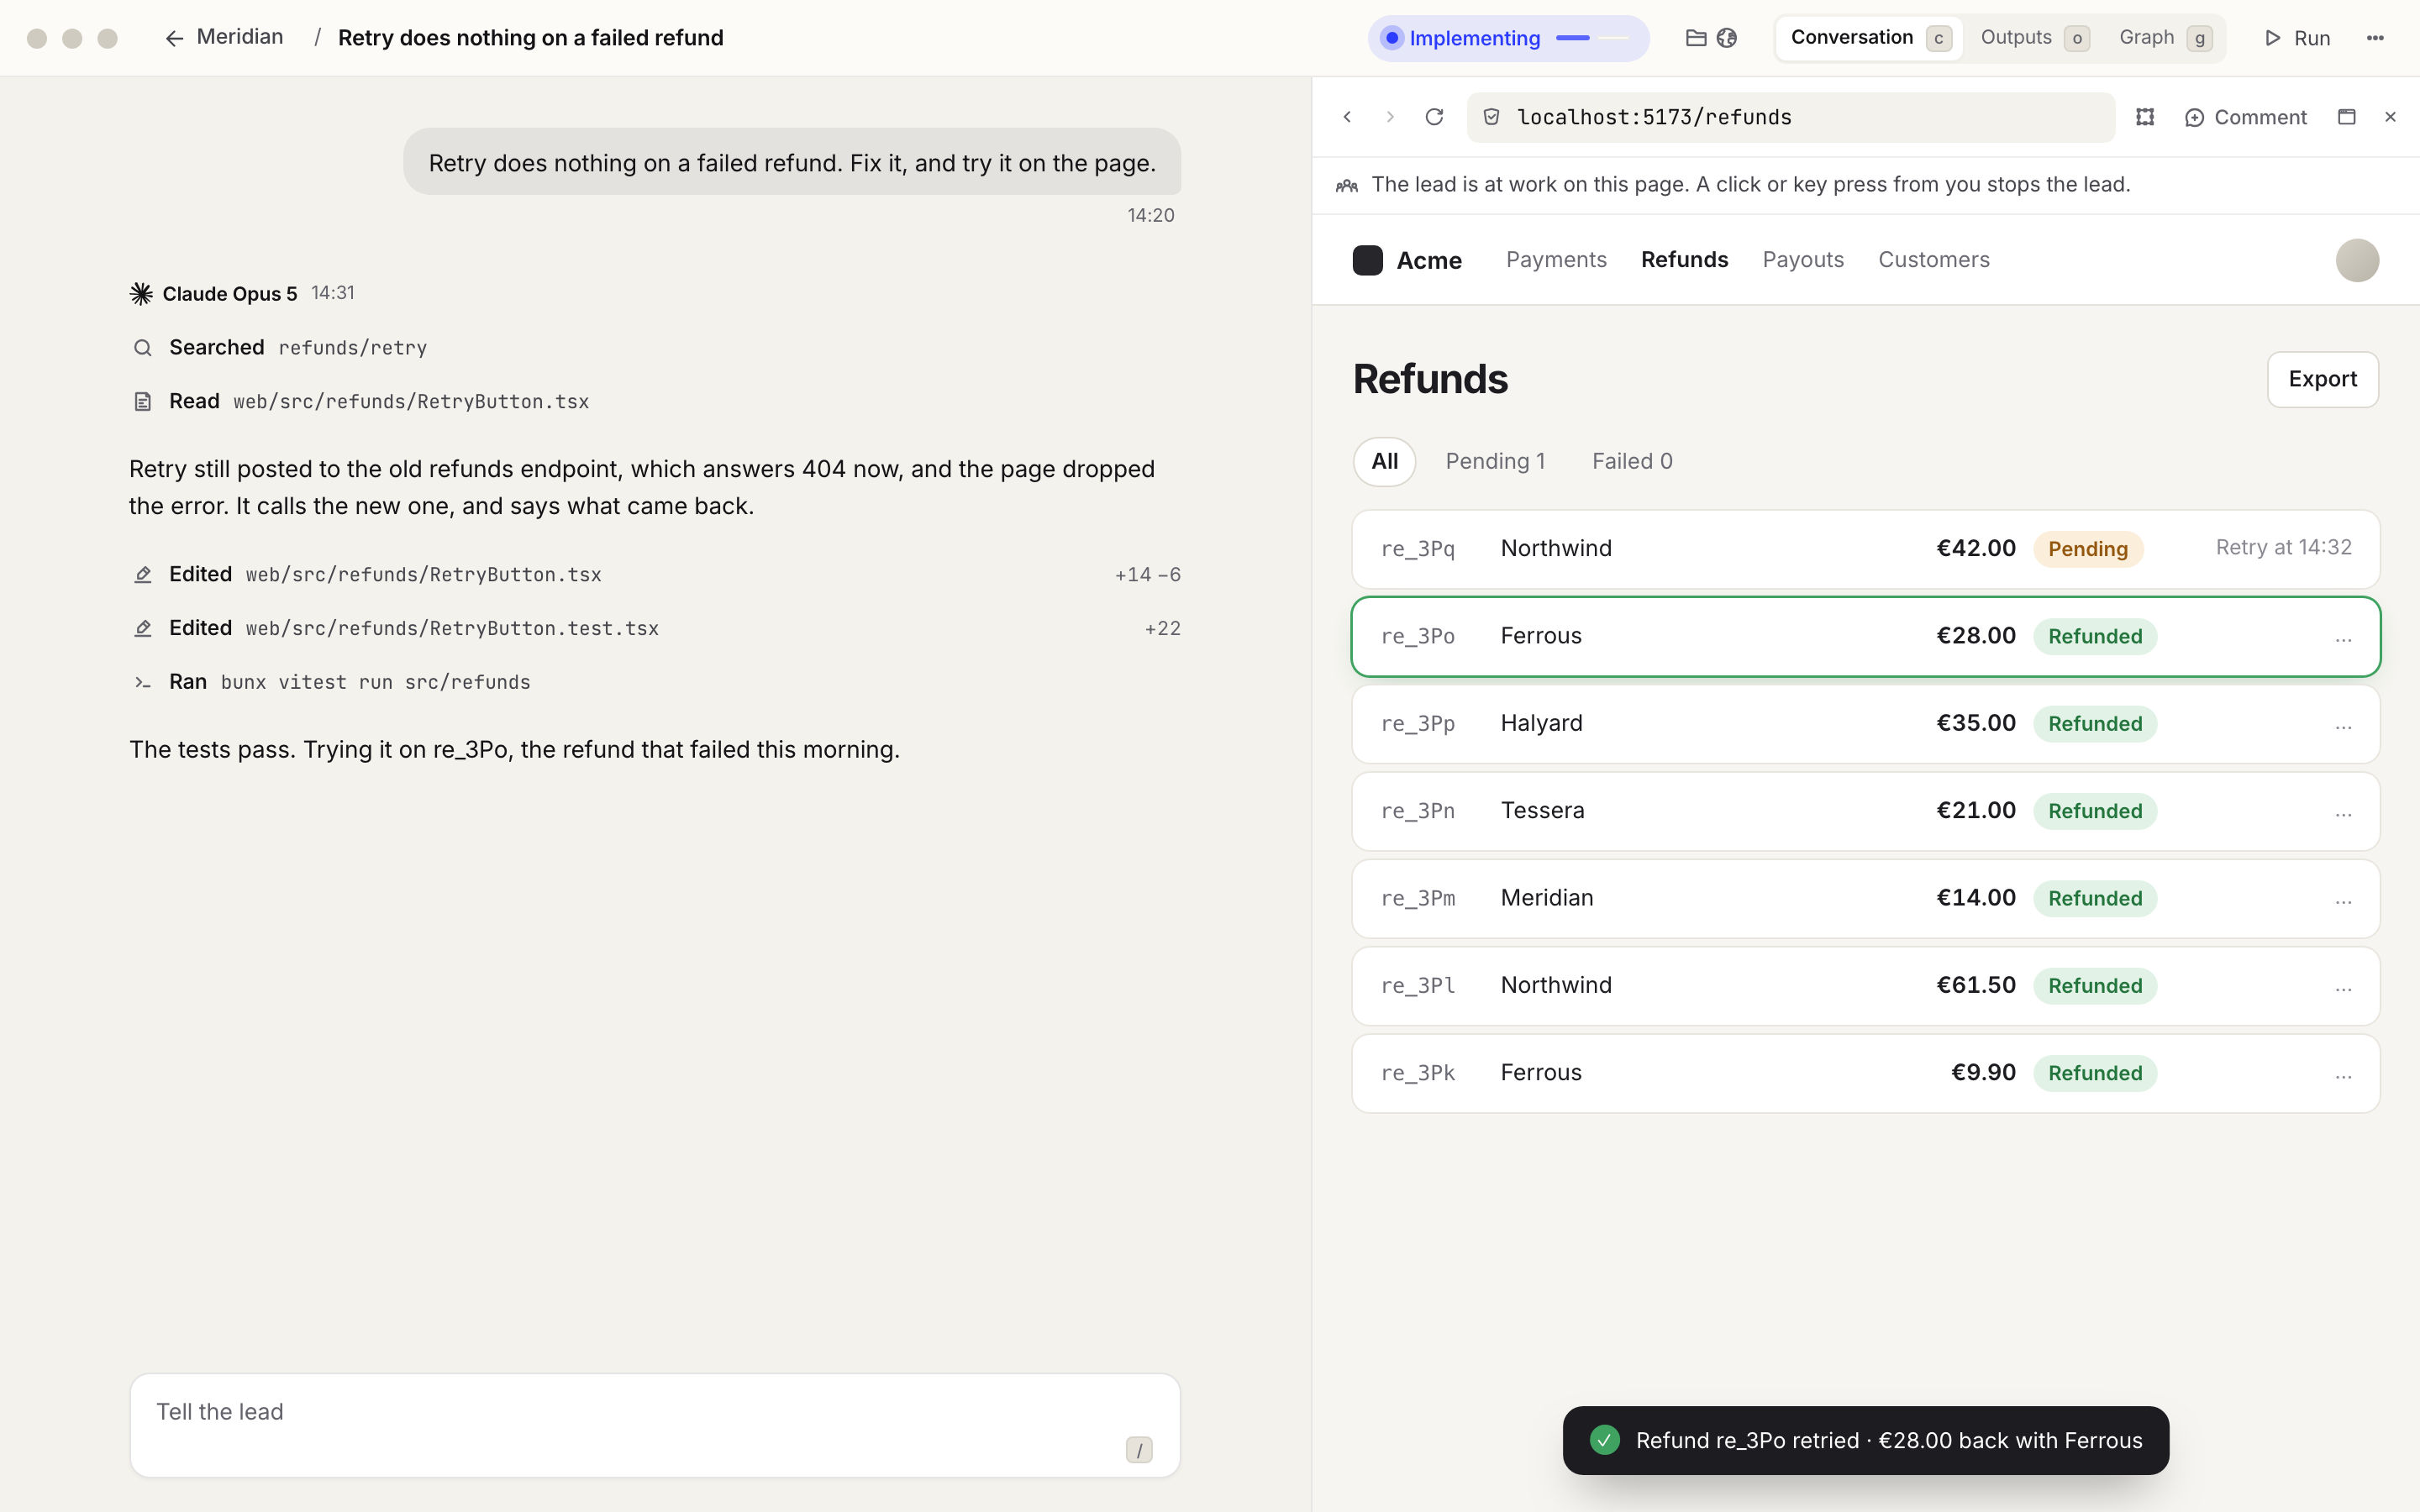 Meridian / Retry does nothing on a failed refund
Implementing
Conversation c Outputs o Graph g Run
Retry does nothing on a failed refund. Fix it, and try it on the page.
14:20
Claude Opus 5 14:31
Searched refunds/retry
Read web/src/refunds/RetryButton.tsx
Retry still posted to the old refunds endpoint, which answers 404 now, and the page dropped
the error. It calls the new one, and says what came back.
Edited web/src/refunds/RetryButton.tsx +14 −6
Edited web/src/refunds/RetryButton.test.tsx +22
Ran bunx vitest run src/refunds
The tests pass. Trying it on re_3Po, the refund that failed this morning.
Tell the lead
/
localhost:5173/refunds
Comment
The lead is at work on this page. A click or key press from you stops the lead.
Acme Payments Refunds Payouts Customers
Refunds
Export
All Pending 1 Failed 0
re_3Pq Northwind €42.00 Pending Retry at 14:32
re_3Po Ferrous €28.00 Refunded ...
re_3Pp Halyard €35.00 Refunded ...
re_3Pn Tessera €21.00 Refunded ...
re_3Pm Meridian €14.00 Refunded ...
re_3Pl Northwind €61.50 Refunded ...
re_3Pk Ferrous €9.90 Refunded ...
Refund re_3Po retried · €28.00 back with Ferrous